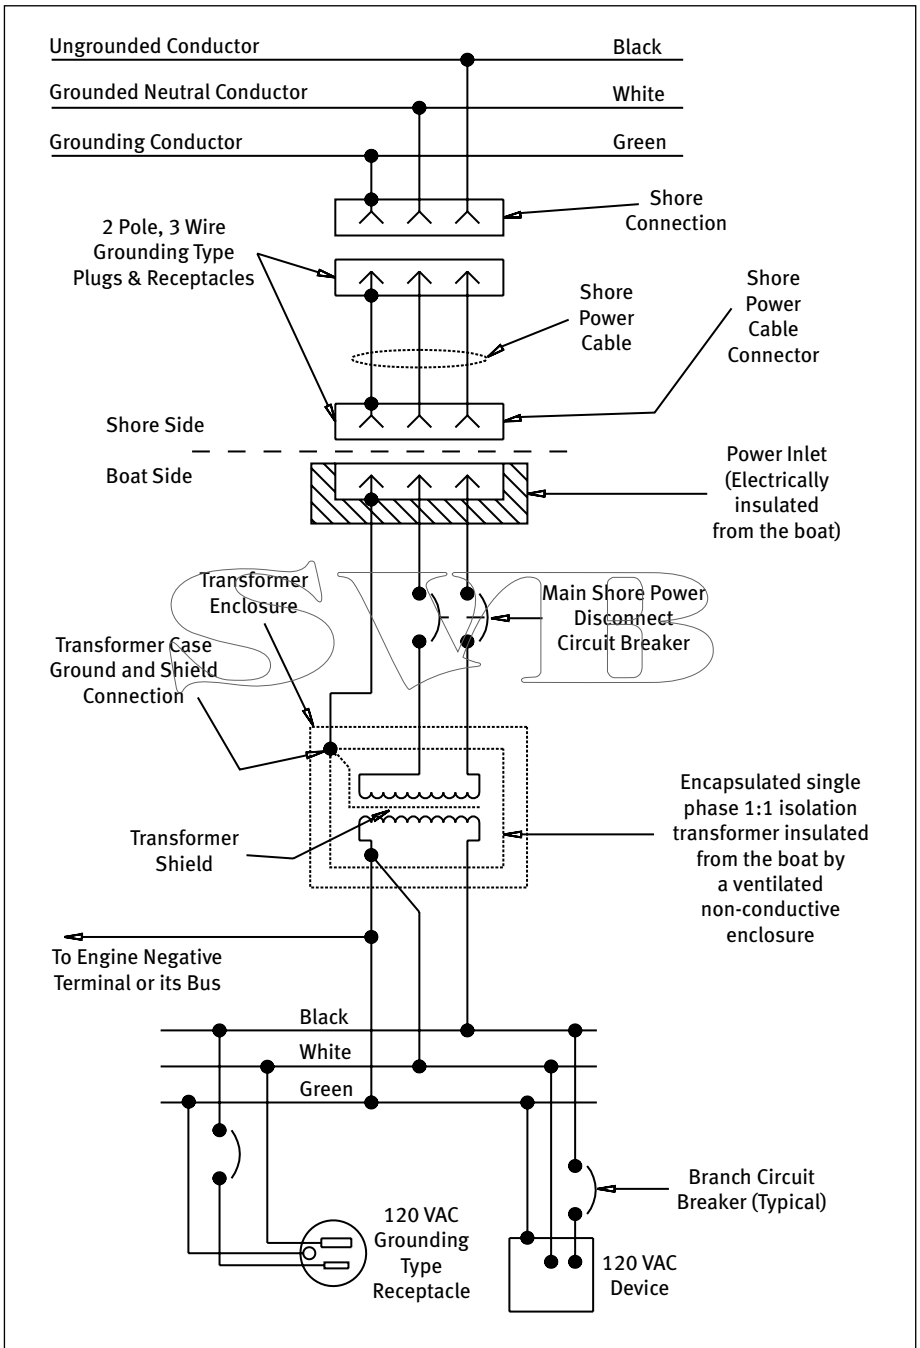 Ungrounded Conductor
Black
Grounded Neutral Conductor
White
Grounding Conductor
Green
Shore
Connection
2 Pole, 3 Wire
Grounding Type
Plugs & Receptacles
Shore
Power
Cable
Shore
Power
Cable
Connector
Shore Side
Boat Side
Power Inlet
(Electrically
insulated
from the boat)
SVMB
Transformer
Enclosure
Main Shore Power
Disconnect
Circuit Breaker
Transformer Case
Ground and Shield
Connection
Transformer
Shield
Encapsulated single
phase 1:1 isolation
transformer insulated
from the boat by
a ventilated
non-conductive
enclosure
To Engine Negative
Terminal or its Bus
Black
White
Green
Branch Circuit
Breaker (Typical)
120 VAC
Grounding
Type
Receptacle
120 VAC
Device